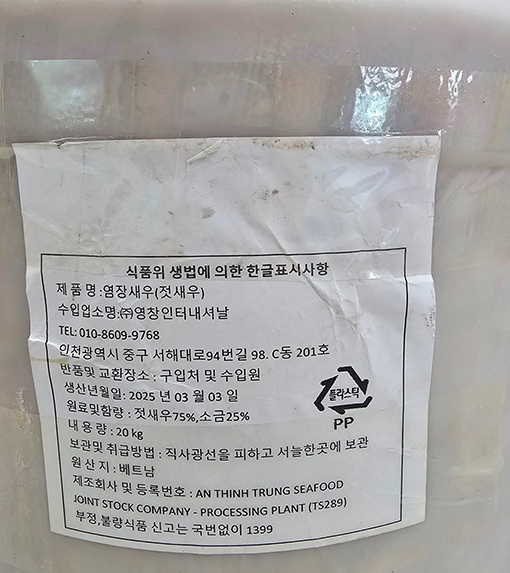 식품위 생법에 의한 한글표시사항
제 품 명 :염장새우(젓새우)
수입업소명:㈜영창인터내셔날
TEL: 010-8609-9768
인천광역시 중구 서해대로94번길 98. C동 201호
반품및 교환장소 : 구입처 및 수입원
생산년월일: 2025 년 03 월 03 일
원료및함량 : 젓새우75%,소금25%
내 용 량 : 20 kg
보관및 취급방법 : 직사광선을 피하고 서늘한곳에 보관
원 산 지 : 베트남
제조회사 및 등록번호 : AN THINH TRUNG SEAFOOD
JOINT STOCK COMPANY - PROCESSING PLANT (TS289)
부정,불량식품 신고는 국번없이 1399
플라스틱
PP